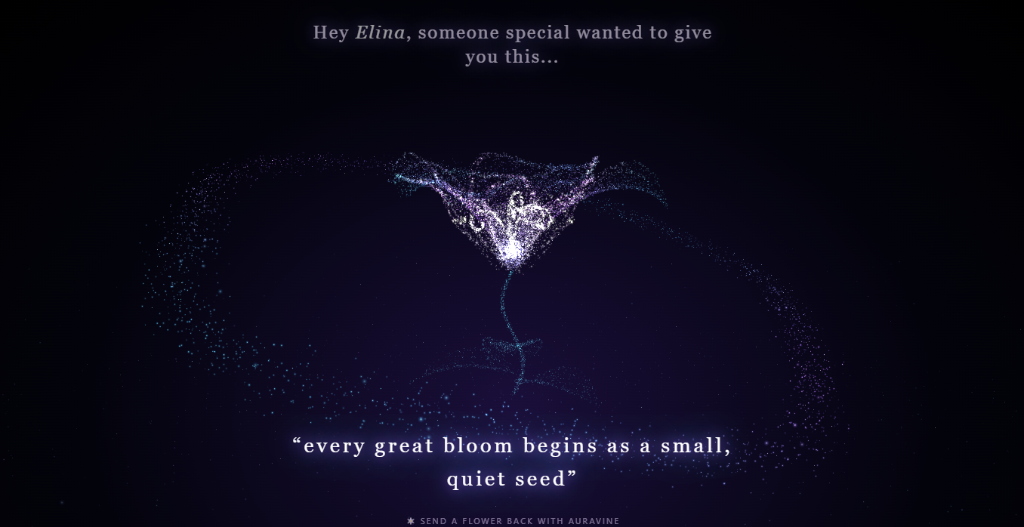 Hey Elina, someone special wanted to give
you this...
“every great bloom begins as a small,
quiet seed”
✱ SEND A FLOWER BACK WITH AURAVINE